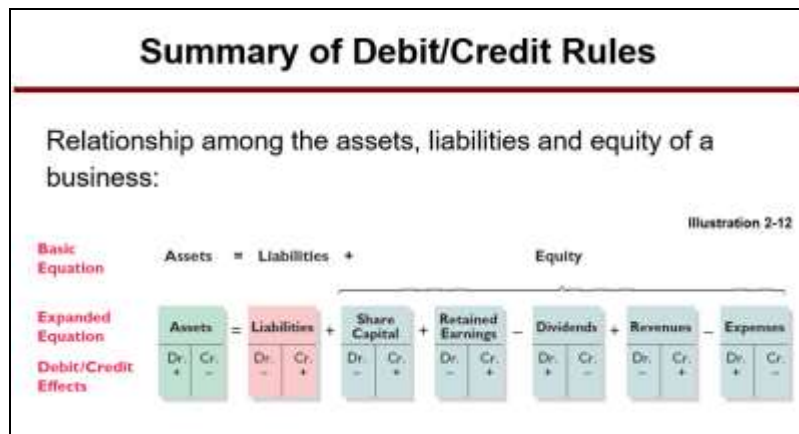 Summary of Debit/Credit Rules
Relationship among the assets, liabilities and equity of a
business:
Illustration 2-12
Basic
Equation
Assets = Liabilities + Equity
Expanded
Equation
Assets = Liabilities + Share Capital + Retained Earnings − Dividends + Revenues − Expenses
Debit/Credit
Effects
Dr. Cr. Dr. Cr. Dr. Cr. Dr. Cr. Dr. Cr. Dr. Cr. Dr. Cr.
+ − − + − + − + + − − + + −